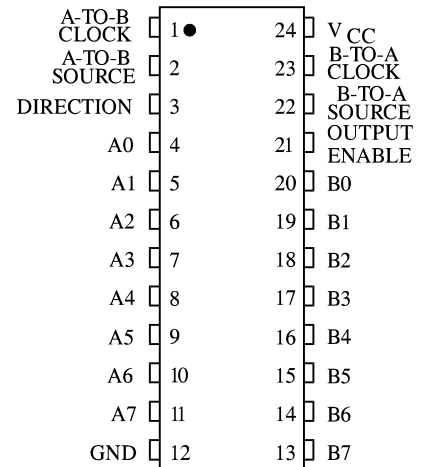 A-TO-B
CLOCK 1 24 VCC
A-TO-B
SOURCE 2 23 B-TO-A
CLOCK
DIRECTION 3 22 B-TO-A
SOURCE
A0 4 21 OUTPUT
ENABLE
A1 5 20 B0
A2 6 19 B1
A3 7 18 B2
A4 8 17 B3
A5 9 16 B4
A6 10 15 B5
A7 11 14 B6
GND 12 13 B7